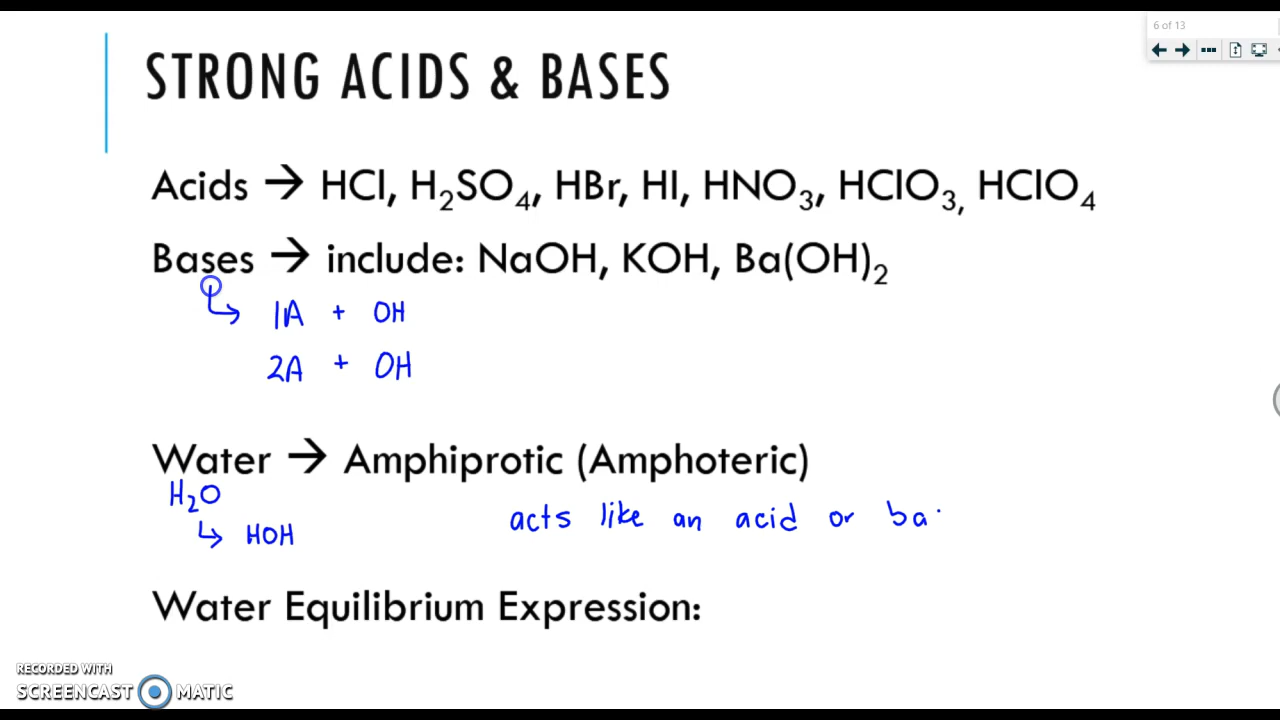 6 of 13
STRONG ACIDS & BASES
Acids → HCl, H₂SO₄, HBr, HI, HNO₃, HClO₃, HClO₄
Bases → include: NaOH, KOH, Ba(OH)₂
↳ 1A + OH
2A + OH
Water → Amphiprotic (Amphoteric)
H₂O
↳ HOH
acts like an acid or ba
Water Equilibrium Expression:
RECORDED WITH
SCREENCAST MATIC